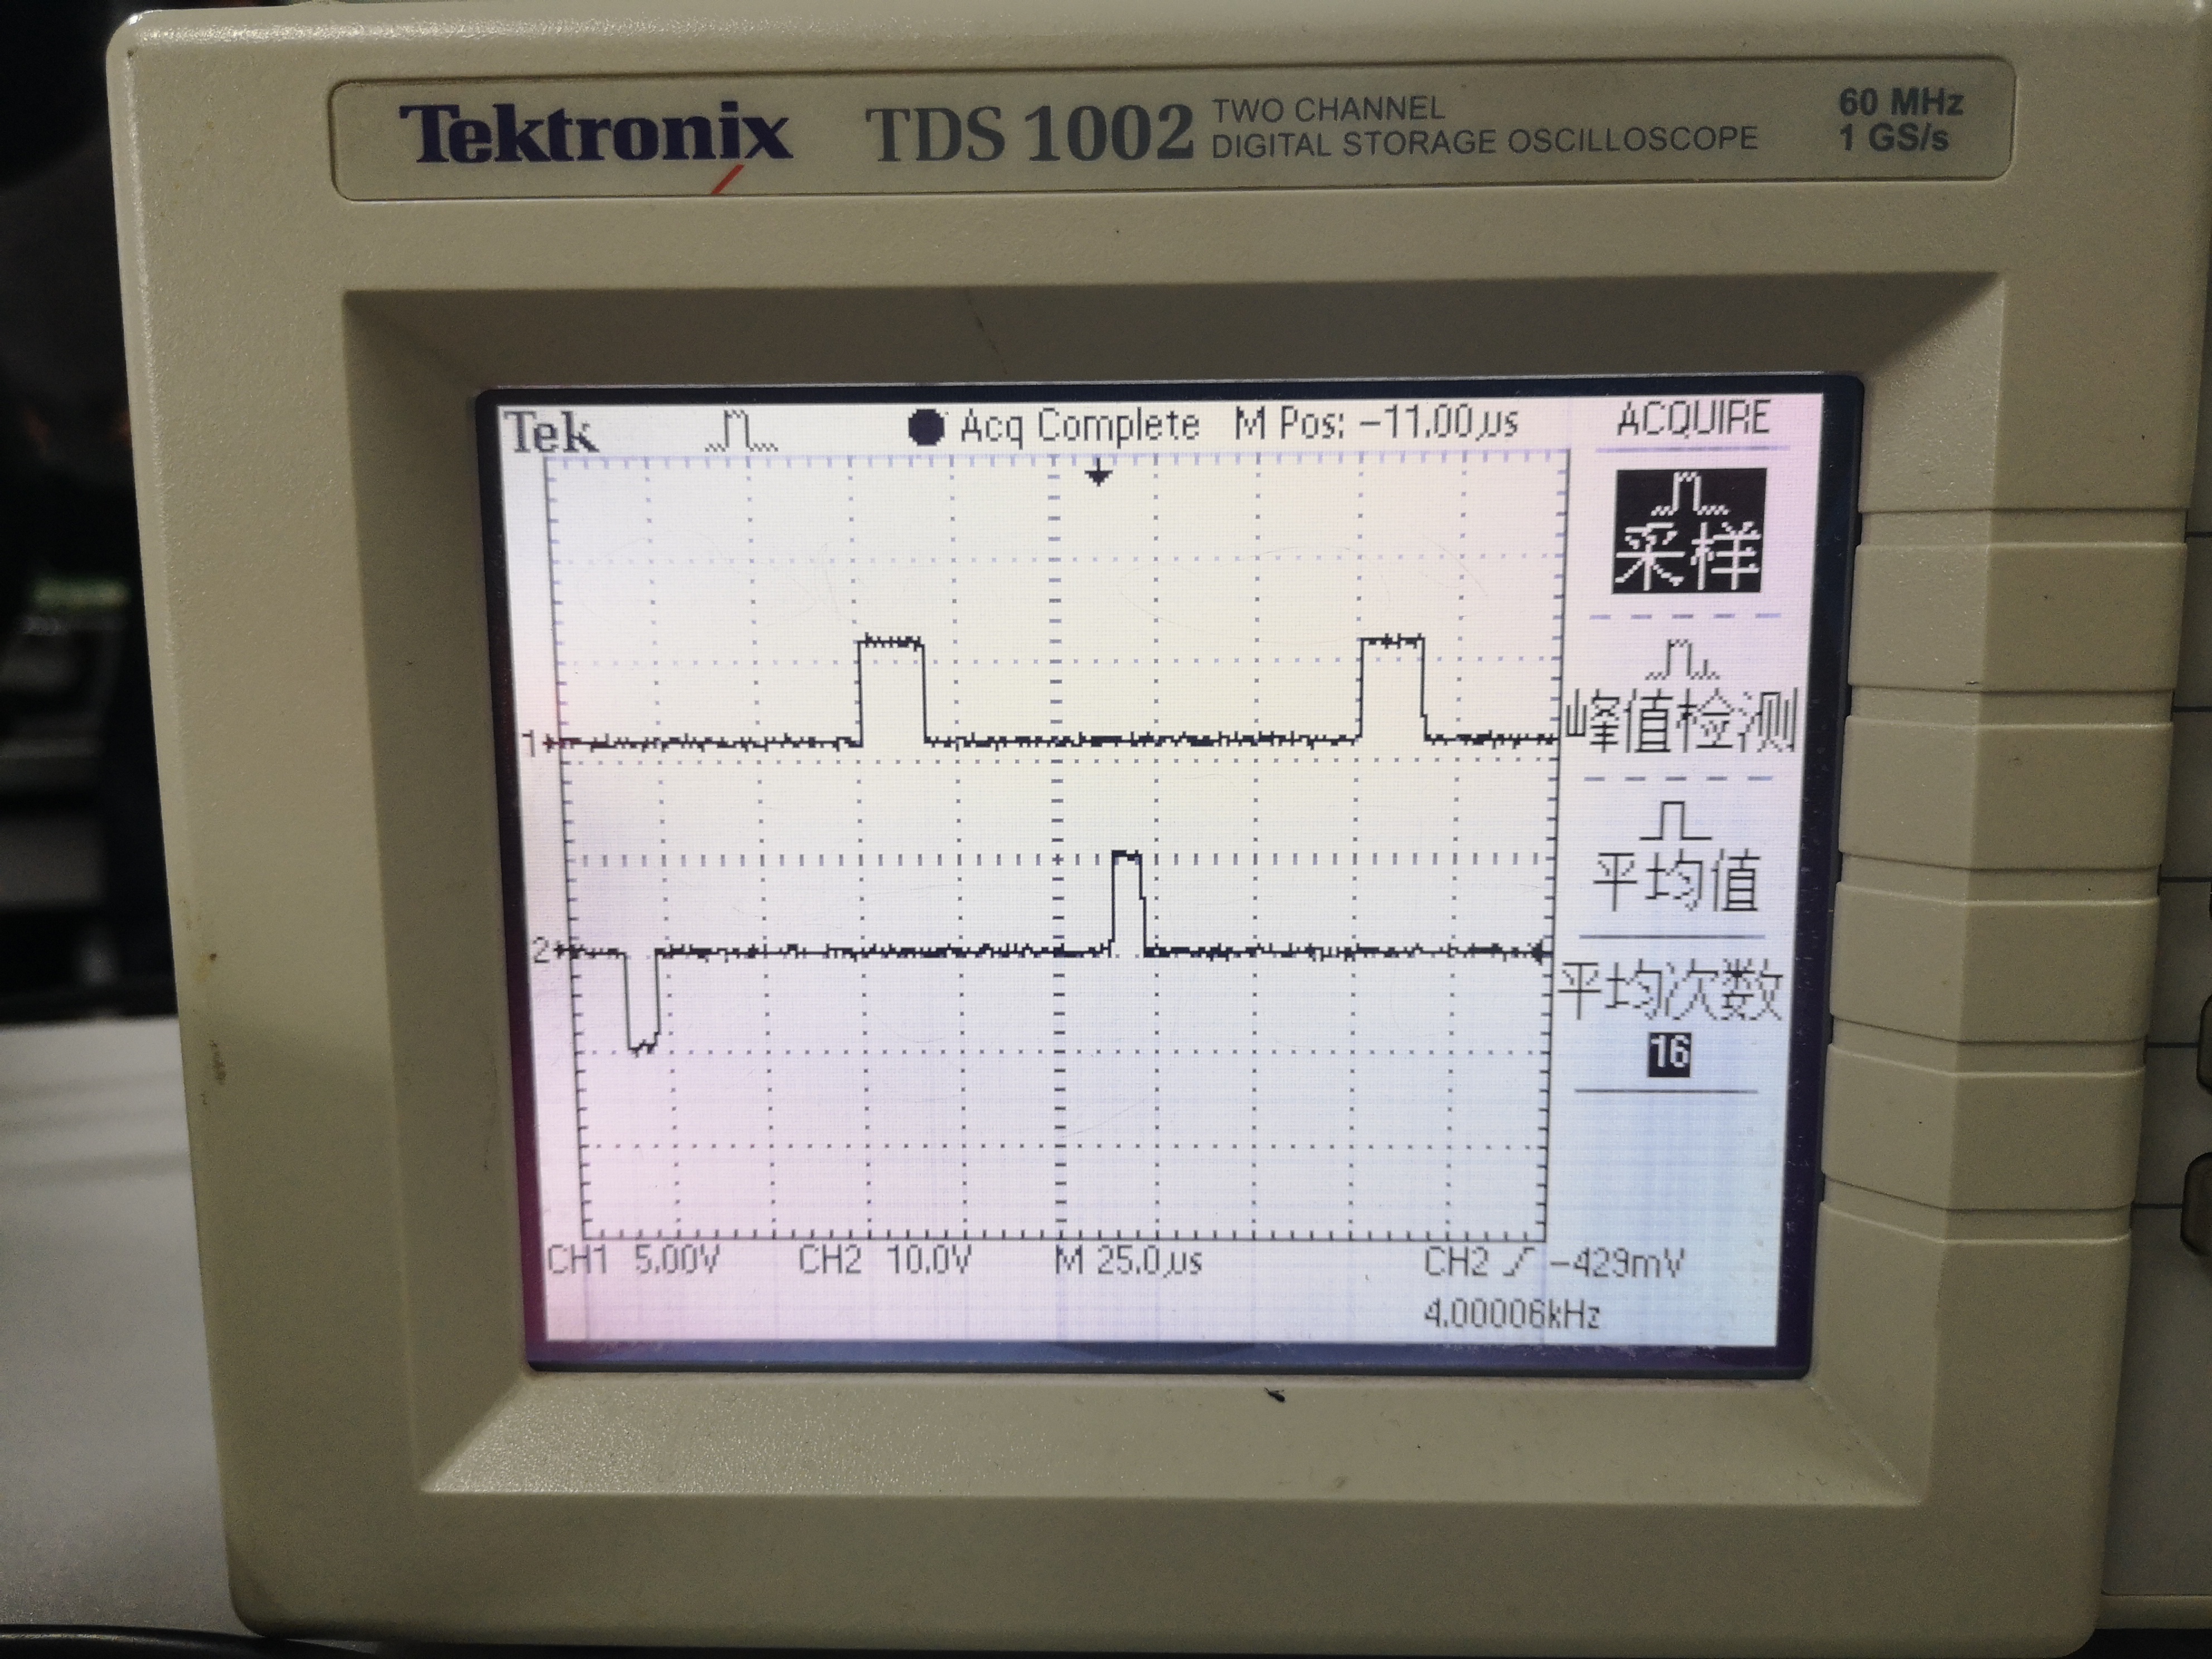 Tektronix TDS 1002 TWO CHANNEL DIGITAL STORAGE OSCILLOSCOPE
60 MHz
1 GS/s
Tek Acq Complete M Pos: -11.00µs ACQUIRE
采样
峰值检测
平均值
平均次数
16
1
2
CH1 5.00V CH2 10.0V M 25.0µs CH2 -429mV
4.00006kHz